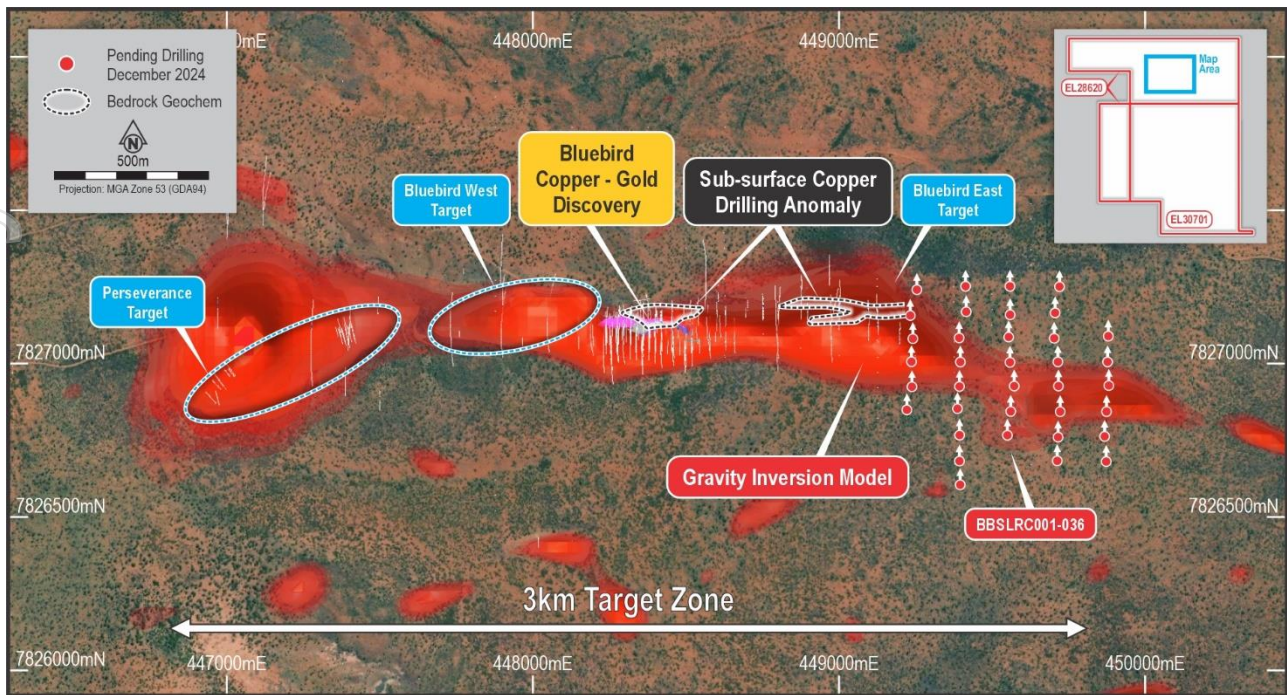 448000mE
449000mE
mE
Pending Drilling
December 2024
Bedrock Geochem
N
500m
Projection: MGA Zone 53 (GDA94)
Map
Area
EL28620
EL30701
Bluebird
Copper - Gold
Discovery
Sub-surface Copper
Drilling Anomaly
Bluebird West
Target
Bluebird East
Target
Perseverance
Target
7827000mN
7827000mN
Gravity Inversion Model
7826500mN
7826500mN
BBSLRC001-036
3km Target Zone
7826000mN
447000mE
448000mE
449000mE
450000mE